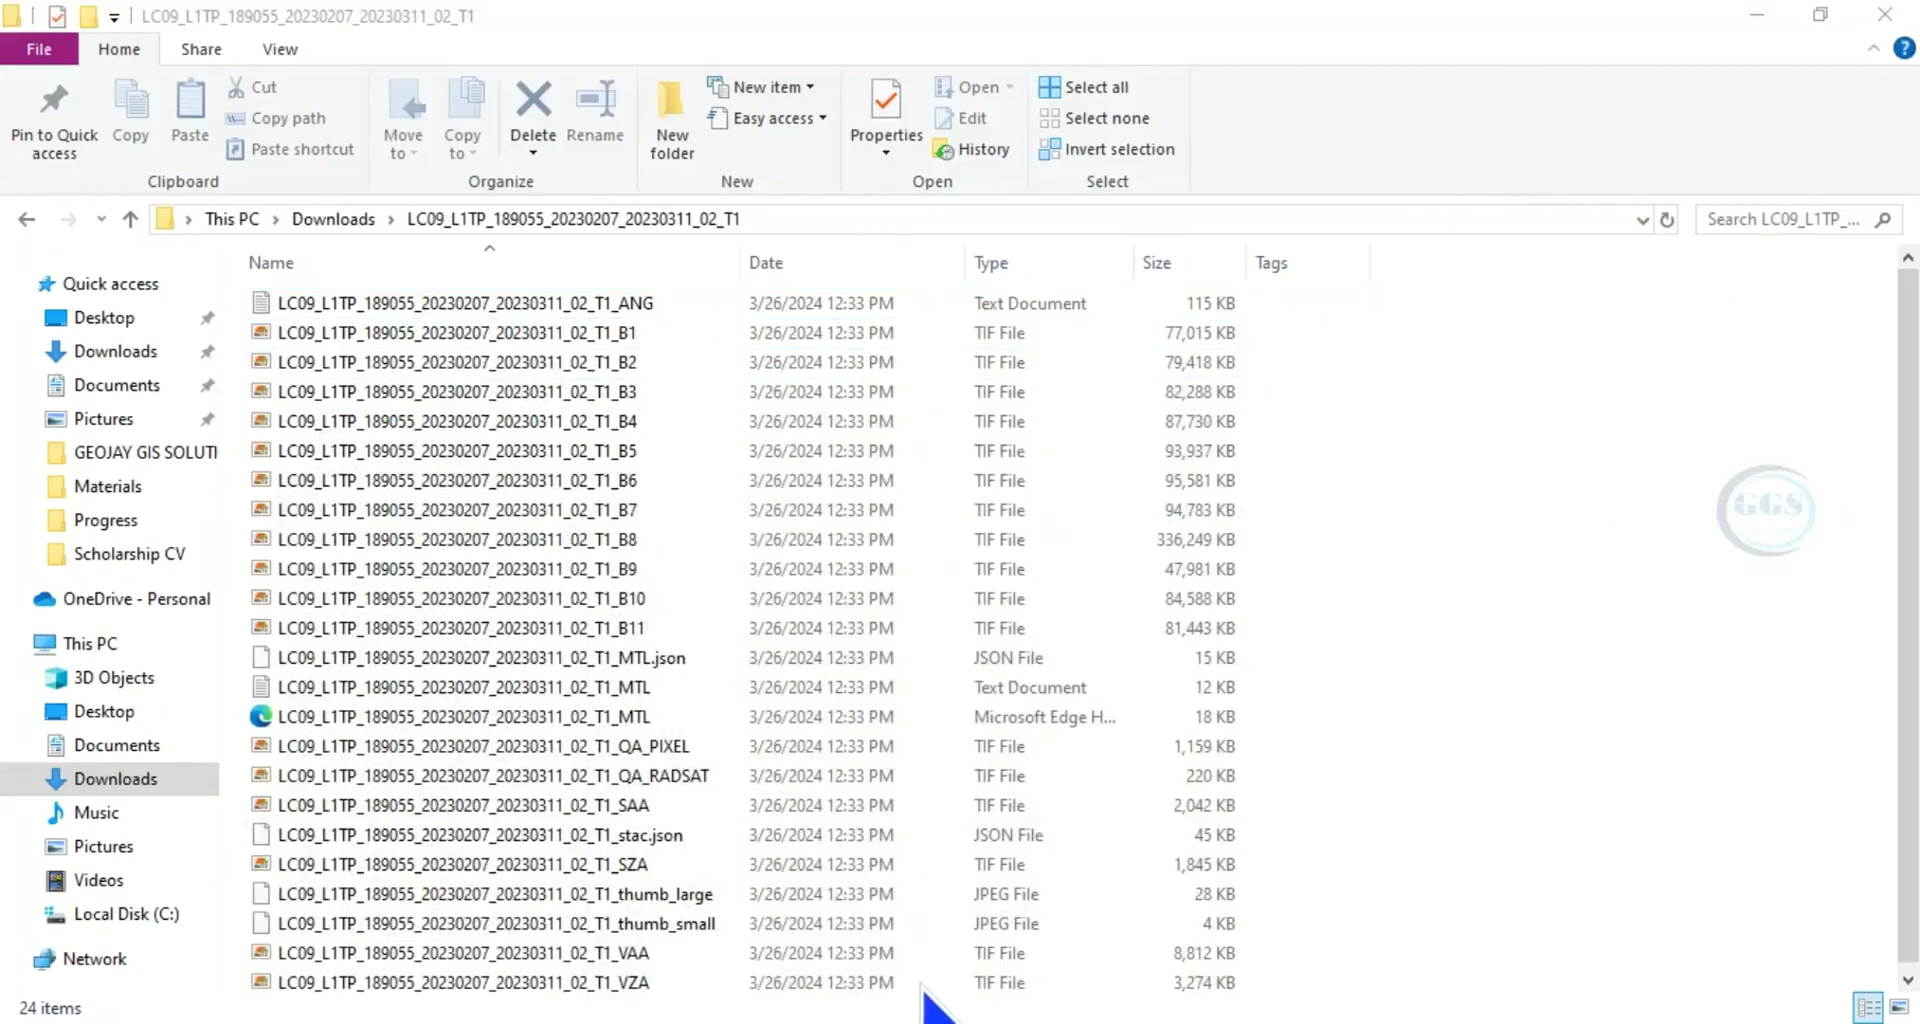 LC09_L1TP_189055_20230207_20230311_02_T1
File Home Share View
Pin to Quick access
Copy
Paste
Cut
Copy path
Paste shortcut
Clipboard
Move to
Copy to
Delete
Rename
Organize
New folder
New item
Easy access
New
Properties
Open
Edit
History
Open
Select all
Select none
Invert selection
Select
This PC Downloads LC09_L1TP_189055_20230207_20230311_02_T1
Search LC09_L1TP_...
Quick access
Desktop
Downloads
Documents
Pictures
GEOJAY GIS SOLUTI
Materials
Progress
Scholarship CV
OneDrive - Personal
This PC
3D Objects
Desktop
Documents
Downloads
Music
Pictures
Videos
Local Disk (C:)
Network
Name Date Type Size Tags
LC09_L1TP_189055_20230207_20230311_02_T1_ANG 3/26/2024 12:33 PM Text Document 115 KB
LC09_L1TP_189055_20230207_20230311_02_T1_B1 3/26/2024 12:33 PM TIF File 77,015 KB
LC09_L1TP_189055_20230207_20230311_02_T1_B2 3/26/2024 12:33 PM TIF File 79,418 KB
LC09_L1TP_189055_20230207_20230311_02_T1_B3 3/26/2024 12:33 PM TIF File 82,288 KB
LC09_L1TP_189055_20230207_20230311_02_T1_B4 3/26/2024 12:33 PM TIF File 87,730 KB
LC09_L1TP_189055_20230207_20230311_02_T1_B5 3/26/2024 12:33 PM TIF File 93,937 KB
LC09_L1TP_189055_20230207_20230311_02_T1_B6 3/26/2024 12:33 PM TIF File 95,581 KB
LC09_L1TP_189055_20230207_20230311_02_T1_B7 3/26/2024 12:33 PM TIF File 94,783 KB
LC09_L1TP_189055_20230207_20230311_02_T1_B8 3/26/2024 12:33 PM TIF File 336,249 KB
LC09_L1TP_189055_20230207_20230311_02_T1_B9 3/26/2024 12:33 PM TIF File 47,981 KB
LC09_L1TP_189055_20230207_20230311_02_T1_B10 3/26/2024 12:33 PM TIF File 84,588 KB
LC09_L1TP_189055_20230207_20230311_02_T1_B11 3/26/2024 12:33 PM TIF File 81,443 KB
LC09_L1TP_189055_20230207_20230311_02_T1_MTL.json 3/26/2024 12:33 PM JSON File 15 KB
LC09_L1TP_189055_20230207_20230311_02_T1_MTL 3/26/2024 12:33 PM Text Document 12 KB
LC09_L1TP_189055_20230207_20230311_02_T1_MTL 3/26/2024 12:33 PM Microsoft Edge H... 18 KB
LC09_L1TP_189055_20230207_20230311_02_T1_QA_PIXEL 3/26/2024 12:33 PM TIF File 1,159 KB
LC09_L1TP_189055_20230207_20230311_02_T1_QA_RADSAT 3/26/2024 12:33 PM TIF File 220 KB
LC09_L1TP_189055_20230207_20230311_02_T1_SAA 3/26/2024 12:33 PM TIF File 2,042 KB
LC09_L1TP_189055_20230207_20230311_02_T1_stac.json 3/26/2024 12:33 PM JSON File 45 KB
LC09_L1TP_189055_20230207_20230311_02_T1_SZA 3/26/2024 12:33 PM TIF File 1,845 KB
LC09_L1TP_189055_20230207_20230311_02_T1_thumb_large 3/26/2024 12:33 PM JPEG File 28 KB
LC09_L1TP_189055_20230207_20230311_02_T1_thumb_small 3/26/2024 12:33 PM JPEG File 4 KB
LC09_L1TP_189055_20230207_20230311_02_T1_VAA 3/26/2024 12:33 PM TIF File 8,812 KB
LC09_L1TP_189055_20230207_20230311_02_T1_VZA 3/26/2024 12:33 PM TIF File 3,274 KB
GGS
24 items